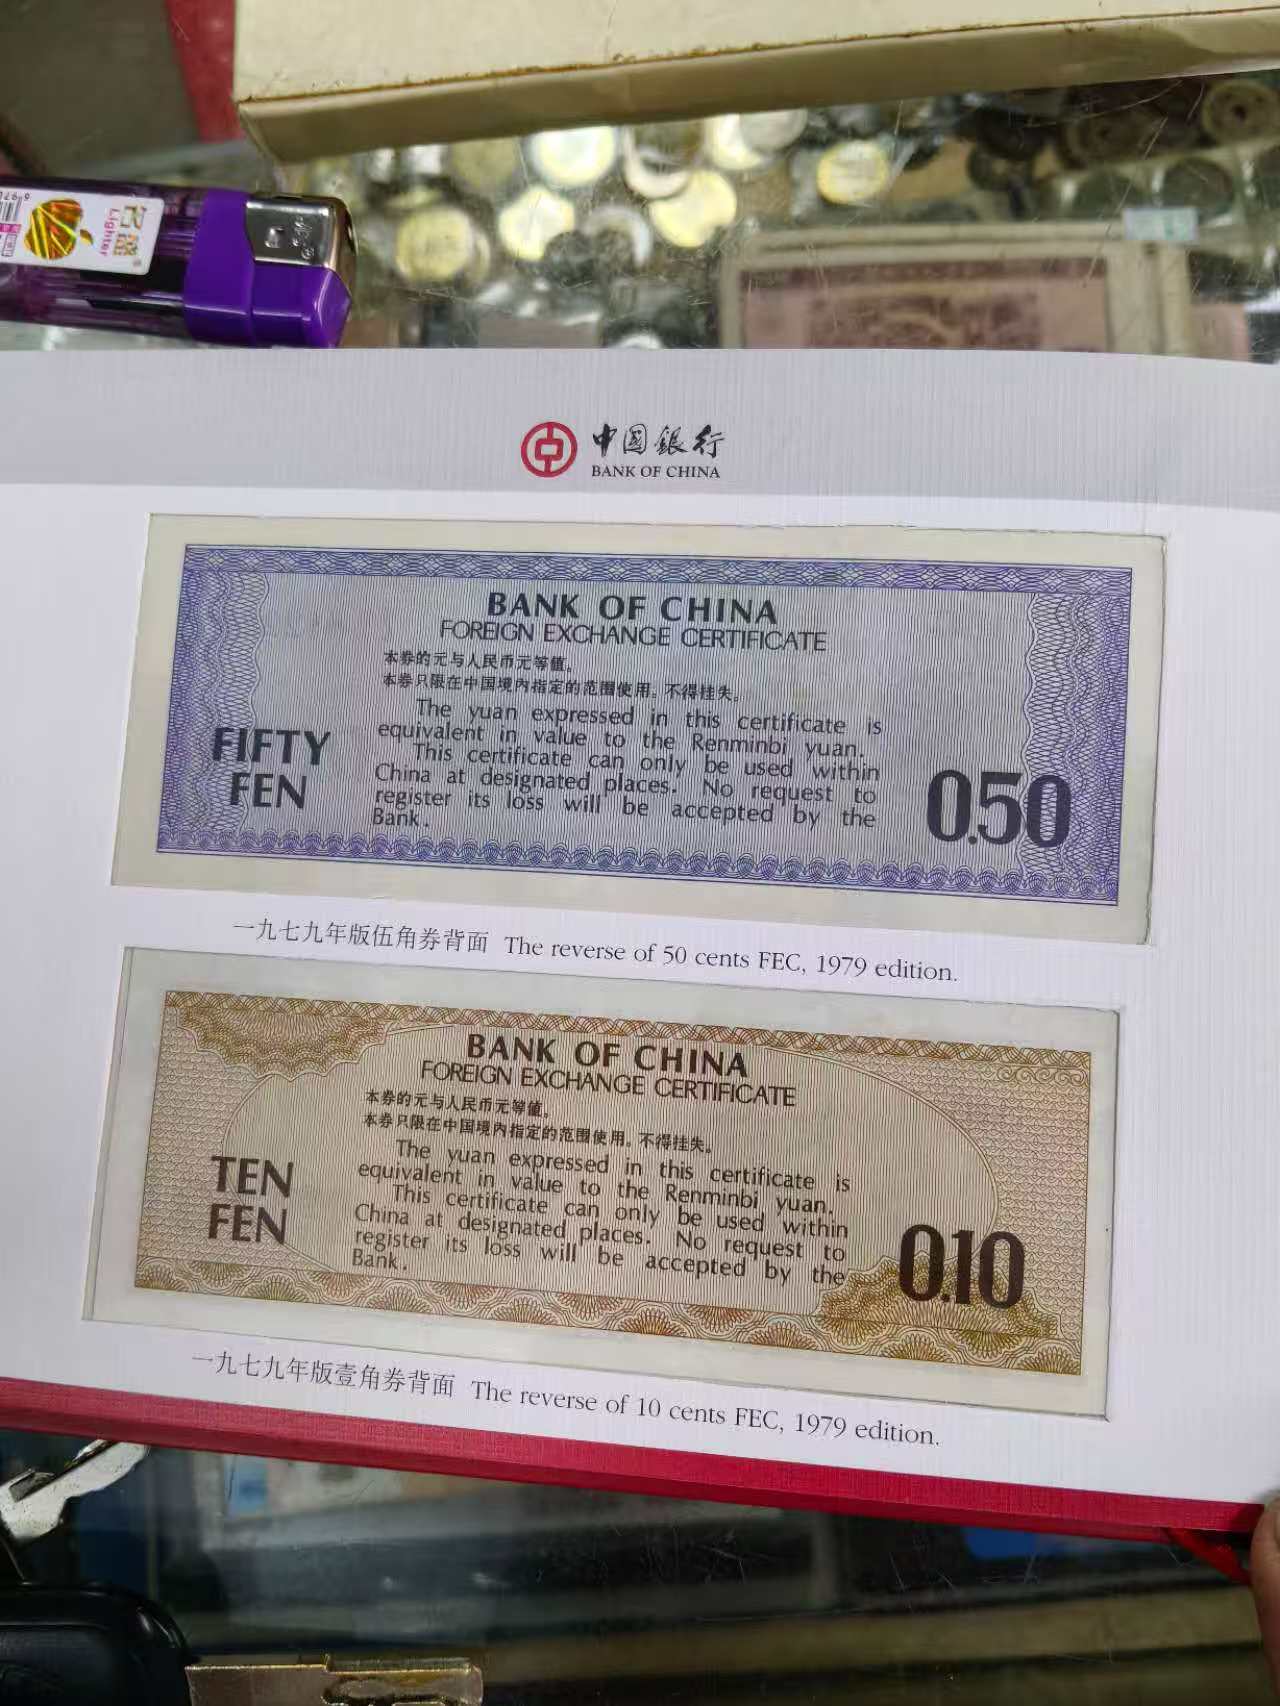 名盛
Lighter
中国銀行
BANK OF CHINA
BANK OF CHINA
FOREIGN EXCHANGE CERTIFICATE
本券的元与人民币元等值。
本券只限在中国境内指定的范围使用。不得挂失。
The yuan expressed in this certificate is
equivalent in value to the Renminbi yuan.
This certificate can only be used within
China at designated places. No request to
register its loss will be accepted by the
Bank.
FIFTY
FEN
0.50
一九七九年版伍角券背面 The reverse of 50 cents FEC, 1979 edition.
BANK OF CHINA
FOREIGN EXCHANGE CERTIFICATE
本券的元与人民币元等值。
本券只限在中国境内指定的范围使用。不得挂失。
The yuan expressed in this certificate is
equivalent in value to the Renminbi yuan.
This certificate can only be used within
China at designated places. No request to
register its loss will be accepted by the
Bank.
TEN
FEN
0.10
一九七九年版壹角券背面 The reverse of 10 cents FEC, 1979 edition.